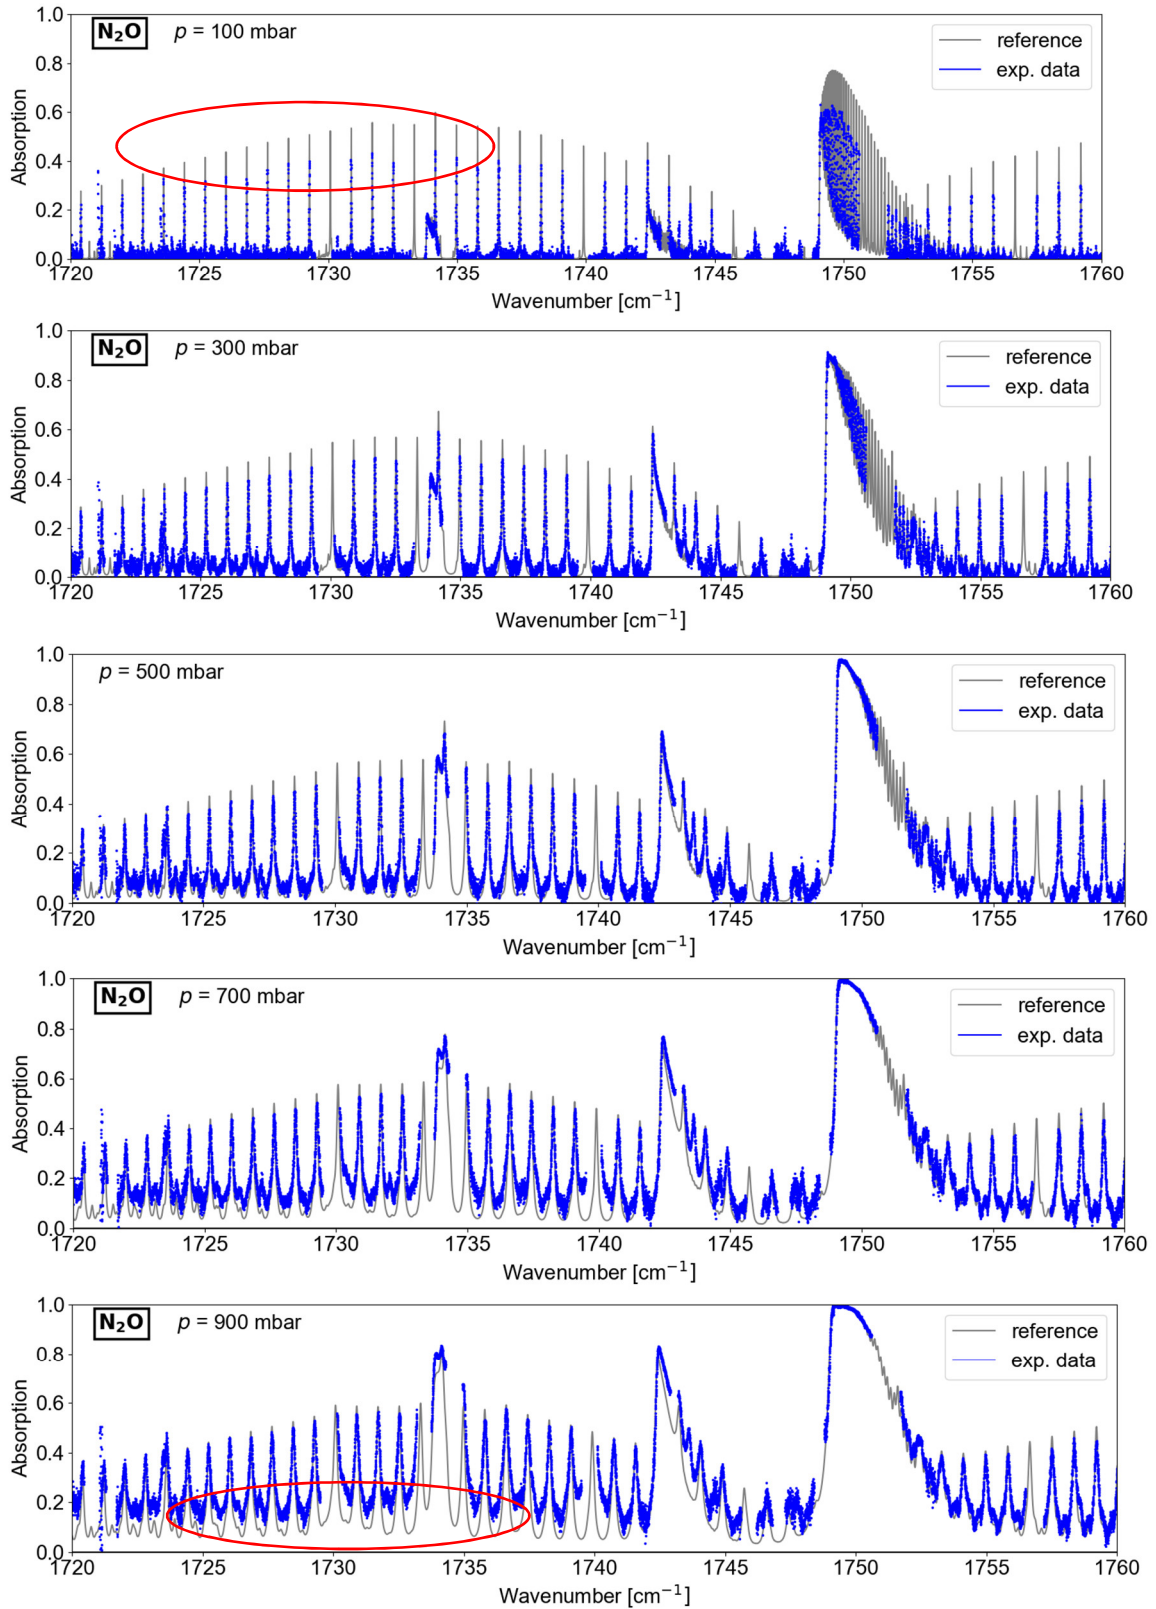 N₂O p = 100 mbar
reference
exp. data
1.0
0.8
0.6
0.4
0.2
0.0
Absorption
1720 1725 1730 1735 1740 1745 1750 1755 1760
Wavenumber [cm⁻¹]
N₂O p = 300 mbar
reference
exp. data
1.0
0.8
0.6
0.4
0.2
0.0
Absorption
1720 1725 1730 1735 1740 1745 1750 1755 1760
Wavenumber [cm⁻¹]
p = 500 mbar
reference
exp. data
1.0
0.8
0.6
0.4
0.2
0.0
Absorption
1720 1725 1730 1735 1740 1745 1750 1755 1760
Wavenumber [cm⁻¹]
N₂O p = 700 mbar
reference
exp. data
1.0
0.8
0.6
0.4
0.2
0.0
Absorption
1720 1725 1730 1735 1740 1745 1750 1755 1760
Wavenumber [cm⁻¹]
N₂O p = 900 mbar
reference
exp. data
1.0
0.8
0.6
0.4
0.2
0.0
Absorption
1720 1725 1730 1735 1740 1745 1750 1755 1760
Wavenumber [cm⁻¹]